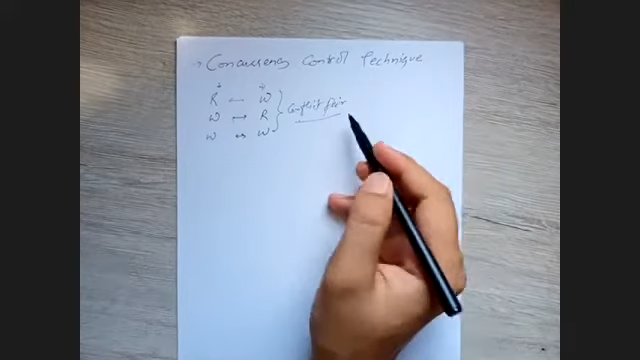 → Concurrency Control Technique
R — W
W ↔ R
W ↔ W
Conflict pair